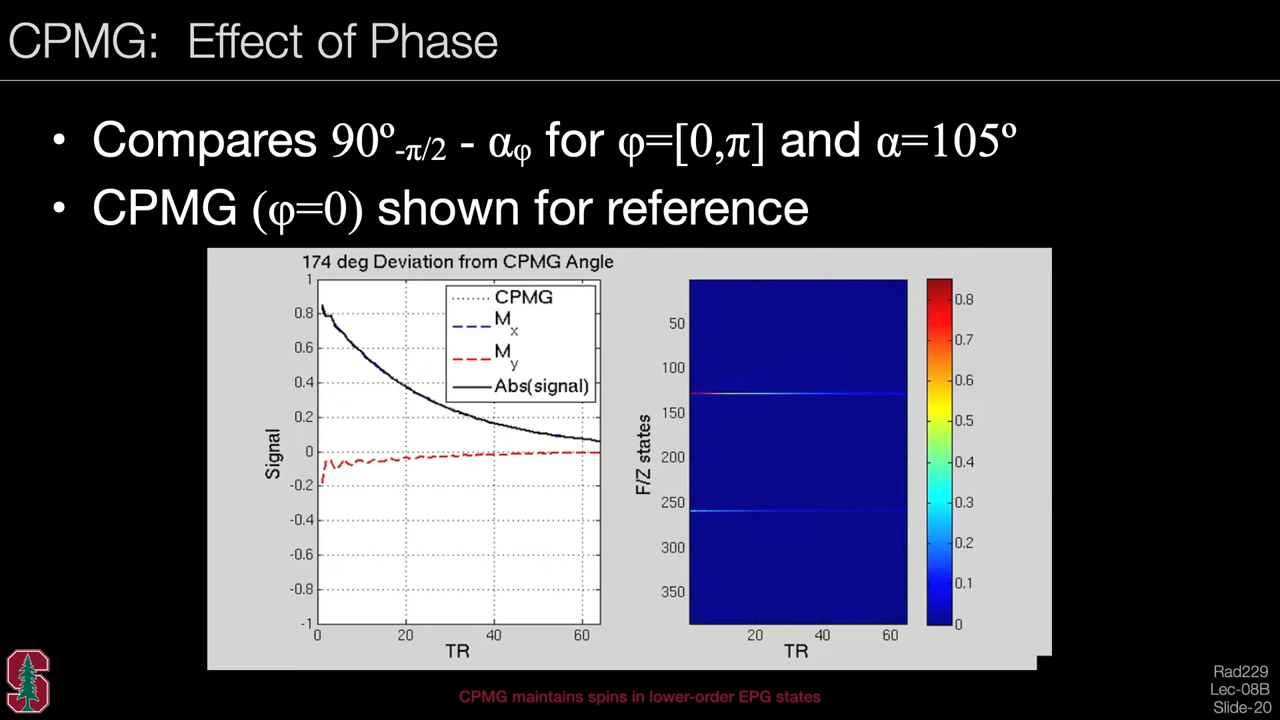 CPMG: Effect of Phase
• Compares 90º-π/2 - αφ for φ=[0,π] and α=105º
• CPMG (φ=0) shown for reference
174 deg Deviation from CPMG Angle
1
0.8
0.6
0.4
0.2
0
-0.2
-0.4
-0.6
-0.8
-1
Signal
0 20 40 60
TR
CPMG
Mx
My
Abs(signal)
50
100
150
200
250
300
350
F/Z states
20 40 60
TR
0.8
0.7
0.6
0.5
0.4
0.3
0.2
0.1
0
CPMG maintains spins in lower-order EPG states
Rad229
Lec-08B
Slide-20
S